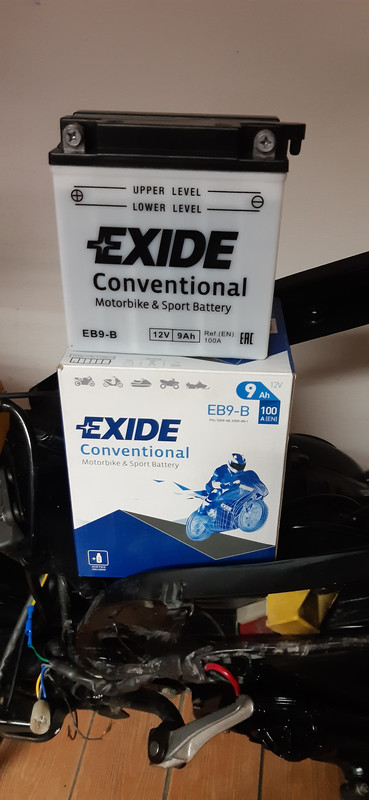 UPPER LEVEL
LOWER LEVEL
EXIDE
Conventional
Motorbike & Sport Battery
EB9-B
12V 9Ah
Ref.(EN)
100A
EAC
9 Ah
12V
EB9-B
100
A(EN)
EXIDE
Conventional
Motorbike & Sport Battery